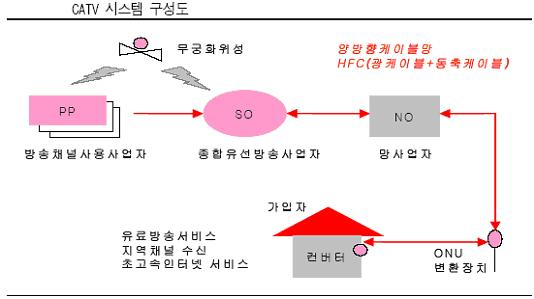 CATV 시스템 구성도
무궁화위성
양방향케이블망
HFC(광케이블+동축케이블)
PP
SO
NO
방송채널사용사업자
종합유선방송사업자
망사업자
가입자
유료방송서비스
지역채널 수신
초고속인터넷 서비스
컨버터
ONU
변환장치